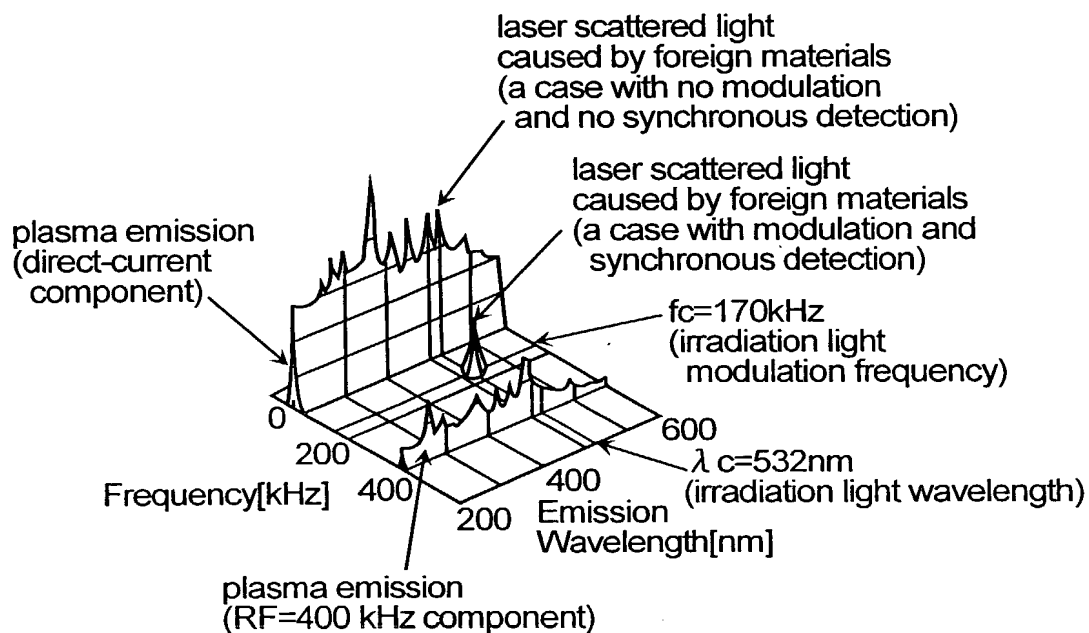 laser scattered light
caused by foreign materials
(a case with no modulation
and no synchronous detection)
laser scattered light
caused by foreign materials
(a case with modulation and
synchronous detection)
plasma emission
(direct-current
component)
fc=170kHz
(irradiation light
modulation frequency)
0
200
400
Frequency[kHz]
200
400
600
Emission
Wavelength[nm]
λ c=532nm
(irradiation light wavelength)
plasma emission
(RF=400 kHz component)